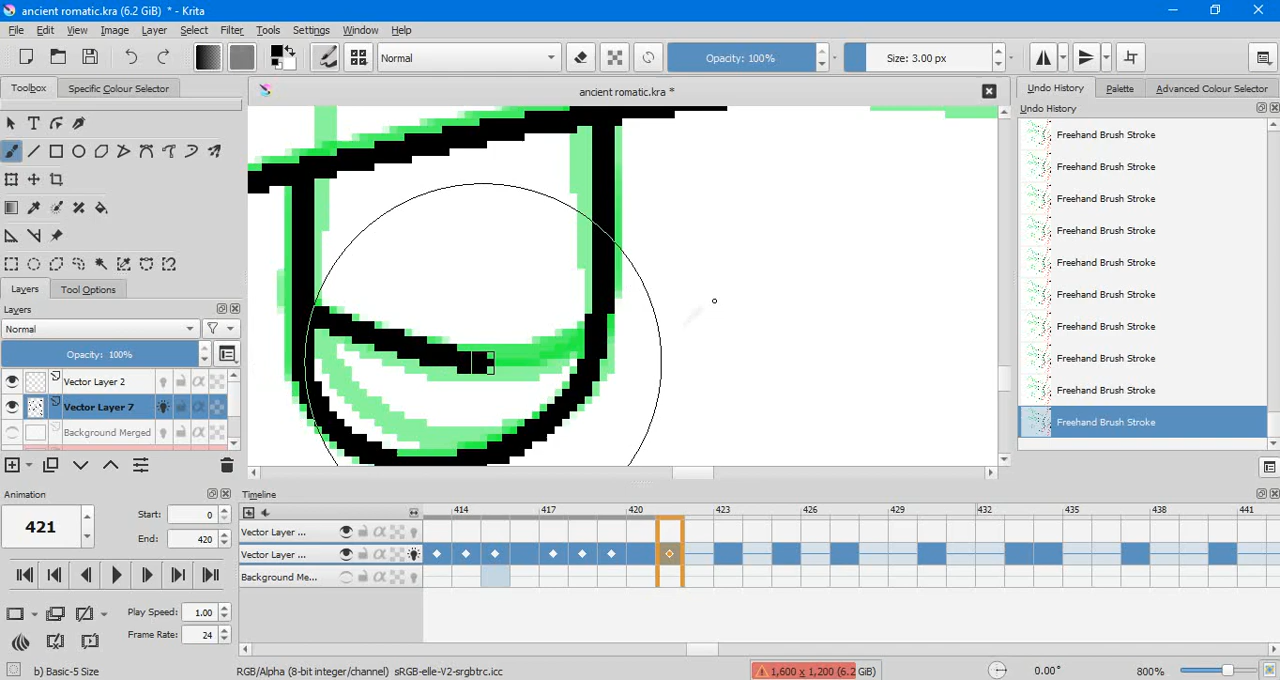 ancient romatic.kra (6.2 GiB) * - Krita
File Edit View Image Layer Select Filter Tools Settings Window Help
Normal Opacity: 100% Size: 3.00 px
Toolbox Specific Colour Selector
ancient romatic.kra *
Undo History Palette Advanced Colour Selector
Undo History
Freehand Brush Stroke
Freehand Brush Stroke
Freehand Brush Stroke
Freehand Brush Stroke
Freehand Brush Stroke
Freehand Brush Stroke
Freehand Brush Stroke
Freehand Brush Stroke
Freehand Brush Stroke
Freehand Brush Stroke
Layers Tool Options
Layers
Normal
Opacity: 100%
Vector Layer 2
Vector Layer 7
Background Merged
Animation
421
Start: 0
End: 420
Play Speed: 1.00
Frame Rate: 24
Timeline
414 417 420 423 426 429 432 435 438 441
Vector Layer ...
Vector Layer ...
Background Me...
b) Basic-5 Size
RGB/Alpha (8-bit integer/channel) sRGB-elle-V2-srgbtrc.icc
1,600 x 1,200 (6.2 GiB)
0.00°
800%